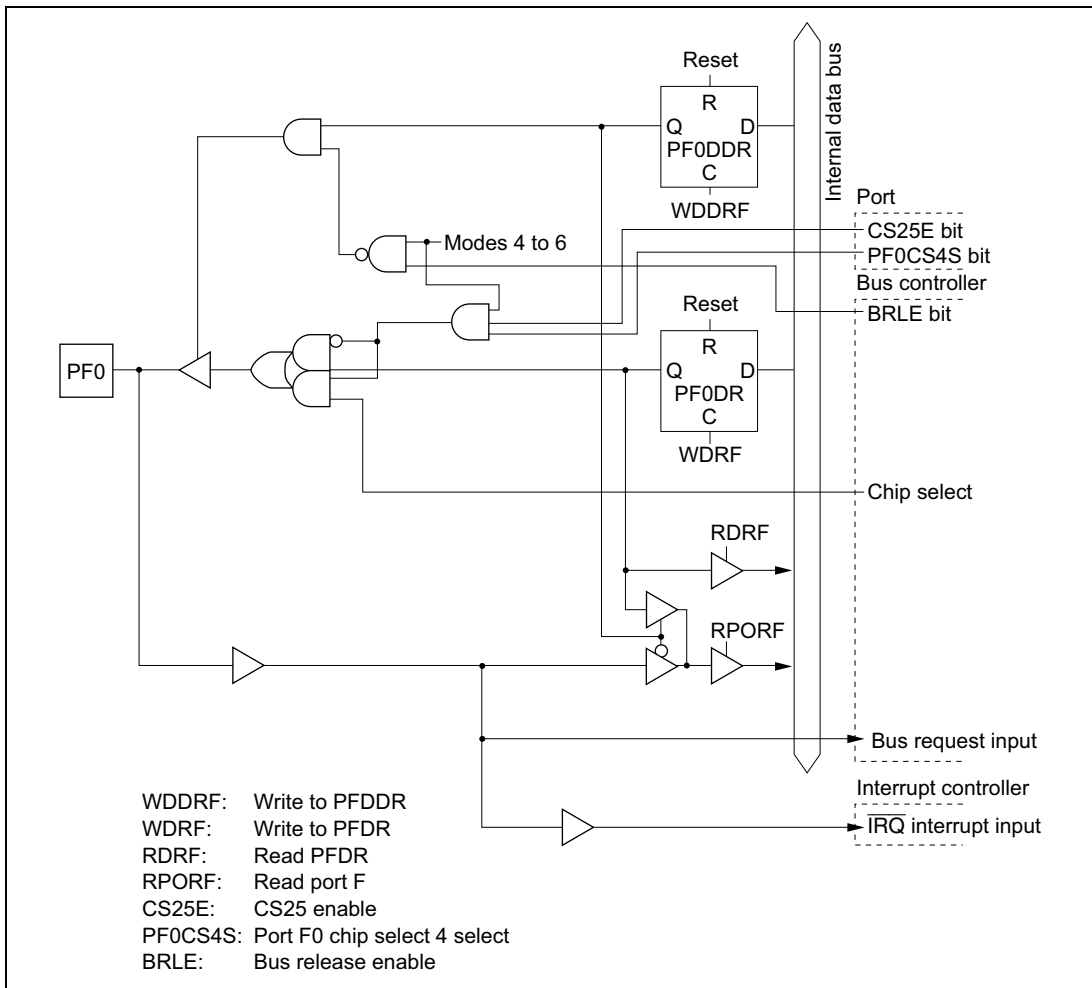 Reset
R
Q D
PF0DDR
C
WDDRF
Internal data bus
Port
CS25E bit
PF0CS4S bit
Modes 4 to 6
Bus controller
BRLE bit
Reset
R
Q D
PF0DR
C
WDRF
PF0
Chip select
RDRF
RPORF
Bus request input
Interrupt controller
IRQ interrupt input
WDDRF: Write to PFDDR
WDRF: Write to PFDR
RDRF: Read PFDR
RPORF: Read port F
CS25E: CS25 enable
PF0CS4S: Port F0 chip select 4 select
BRLE: Bus release enable